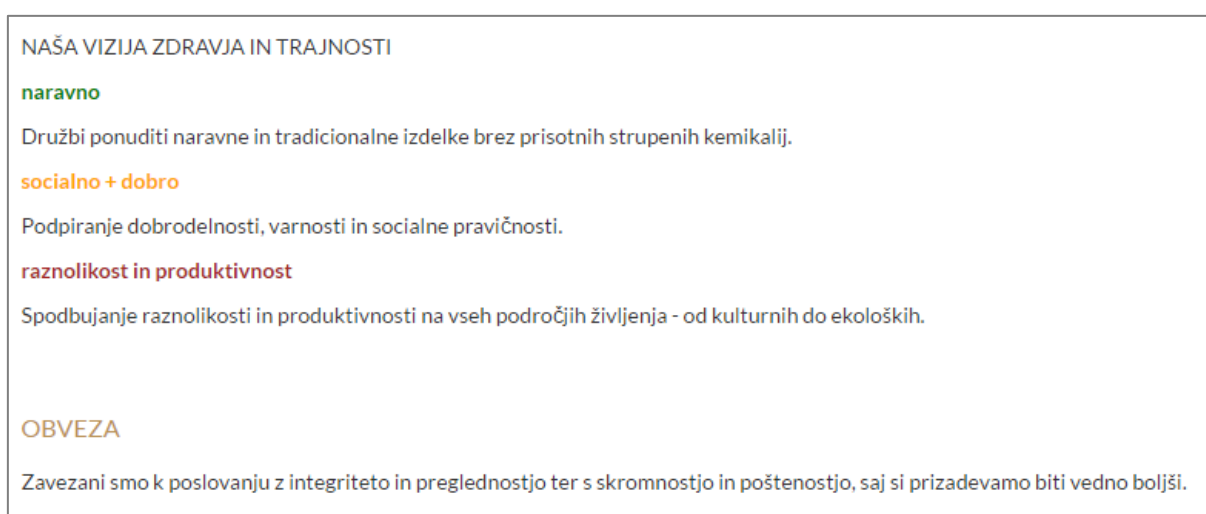 NAŠA VIZIJA ZDRAVJA IN TRAJNOSTI
naravno
Družbi ponuditi naravne in tradicionalne izdelke brez prisotnih strupenih kemikalij.
socialno + dobro
Podpiranje dobrodelnosti, varnosti in socialne pravičnosti.
raznolikost in produktivnost
Spodbujanje raznolikosti in produktivnosti na vseh področjih življenja - od kulturnih do ekoloških.
OBVEZA
Zavezani smo k poslovanju z integriteto in preglednostjo ter s skromnostjo in poštenostjo, saj si prizadevamo biti vedno boljši.